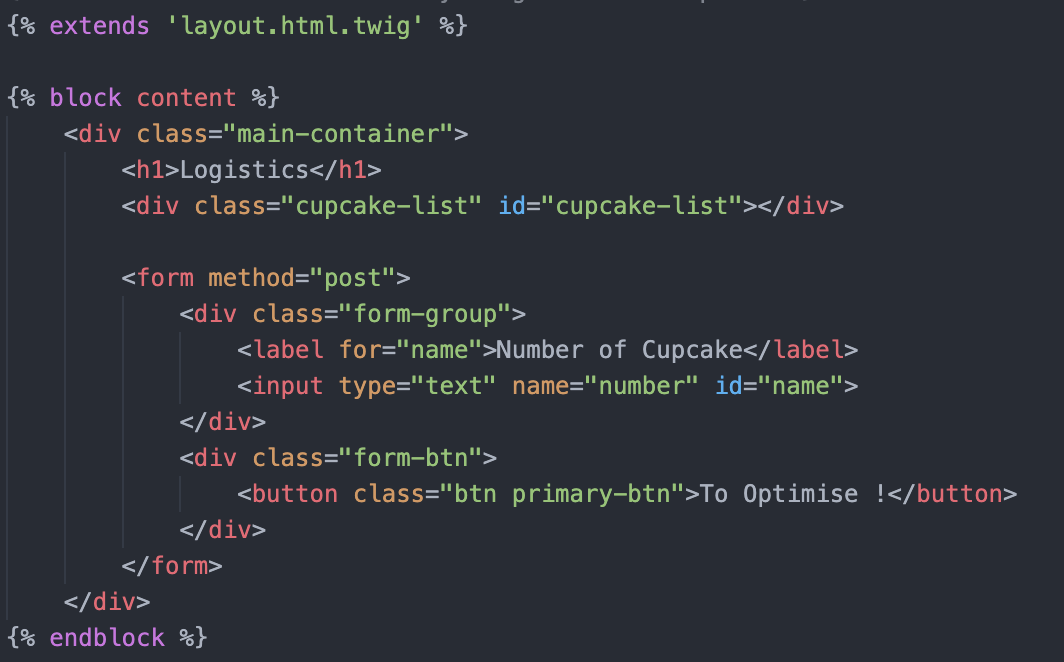 {% extends 'layout.html.twig' %}
{% block content %}
<div class="main-container">
<h1>Logistics</h1>
<div class="cupcake-list" id="cupcake-list"></div>
<form method="post">
<div class="form-group">
<label for="name">Number of Cupcake</label>
<input type="text" name="number" id="name">
</div>
<div class="form-btn">
<button class="btn primary-btn">To Optimise !</button>
</div>
</form>
</div>
{% endblock %}